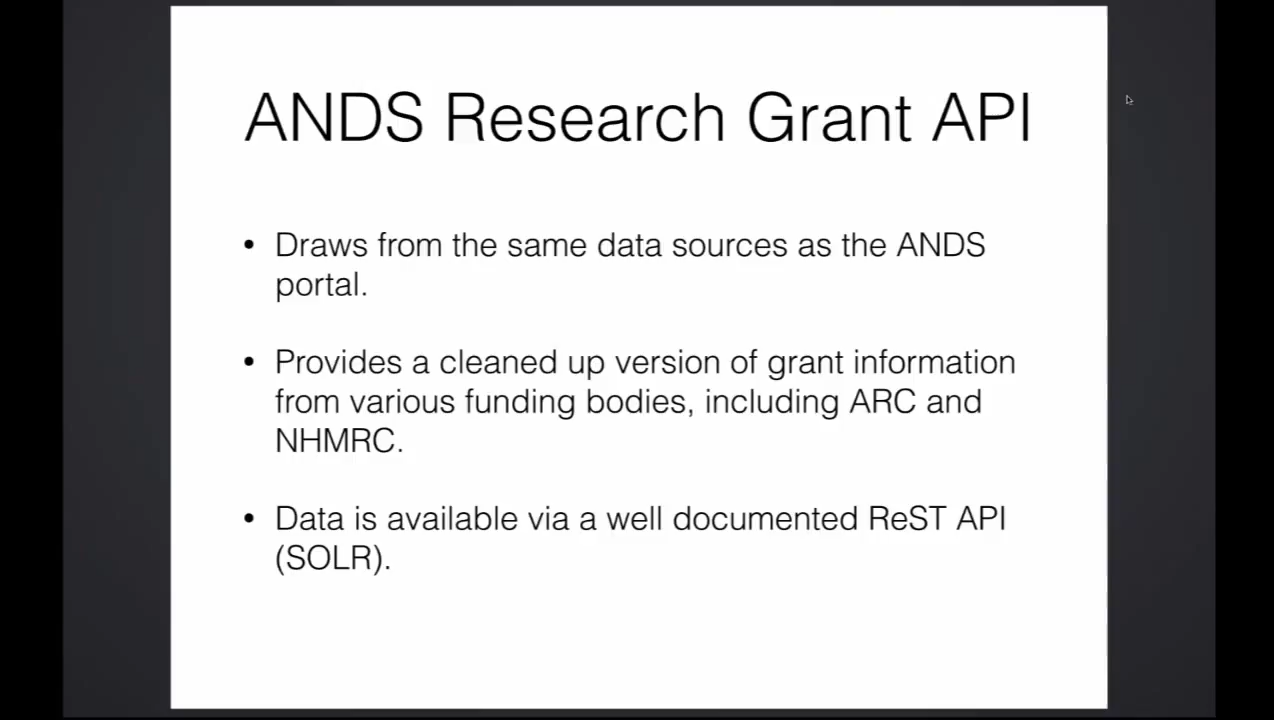 ANDS Research Grant API
• Draws from the same data sources as the ANDS
portal.
• Provides a cleaned up version of grant information
from various funding bodies, including ARC and
NHMRC.
• Data is available via a well documented ReST API
(SOLR).